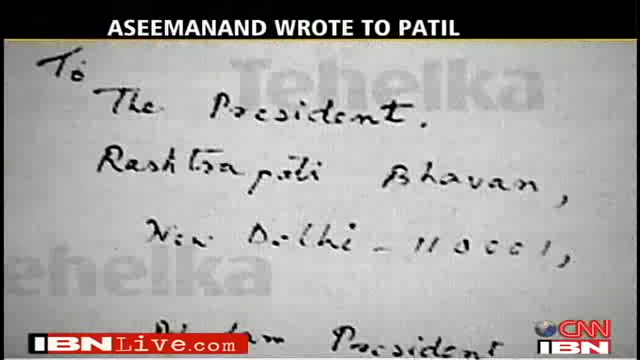 ASEEMANAND WROTE TO PATIL
Tehelka
To
The President.
Rashtrapati Bhavan,
New Delhi - 110001,
Tehelka
Madam President
IBNLive.com
CNN
IBN